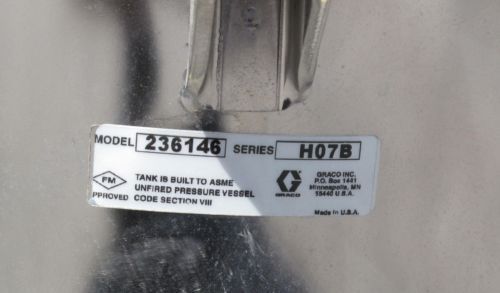 MODEL 236146 SERIES H07B
FM
PPROVED
TANK IS BUILT TO ASME
UNFIRED PRESSURE VESSEL
CODE SECTION VIII
GRACO
GRACO INC.
P.O. Box 1441
Minneapolis, MN
15440 U.S.A.
Made in U.S.A.